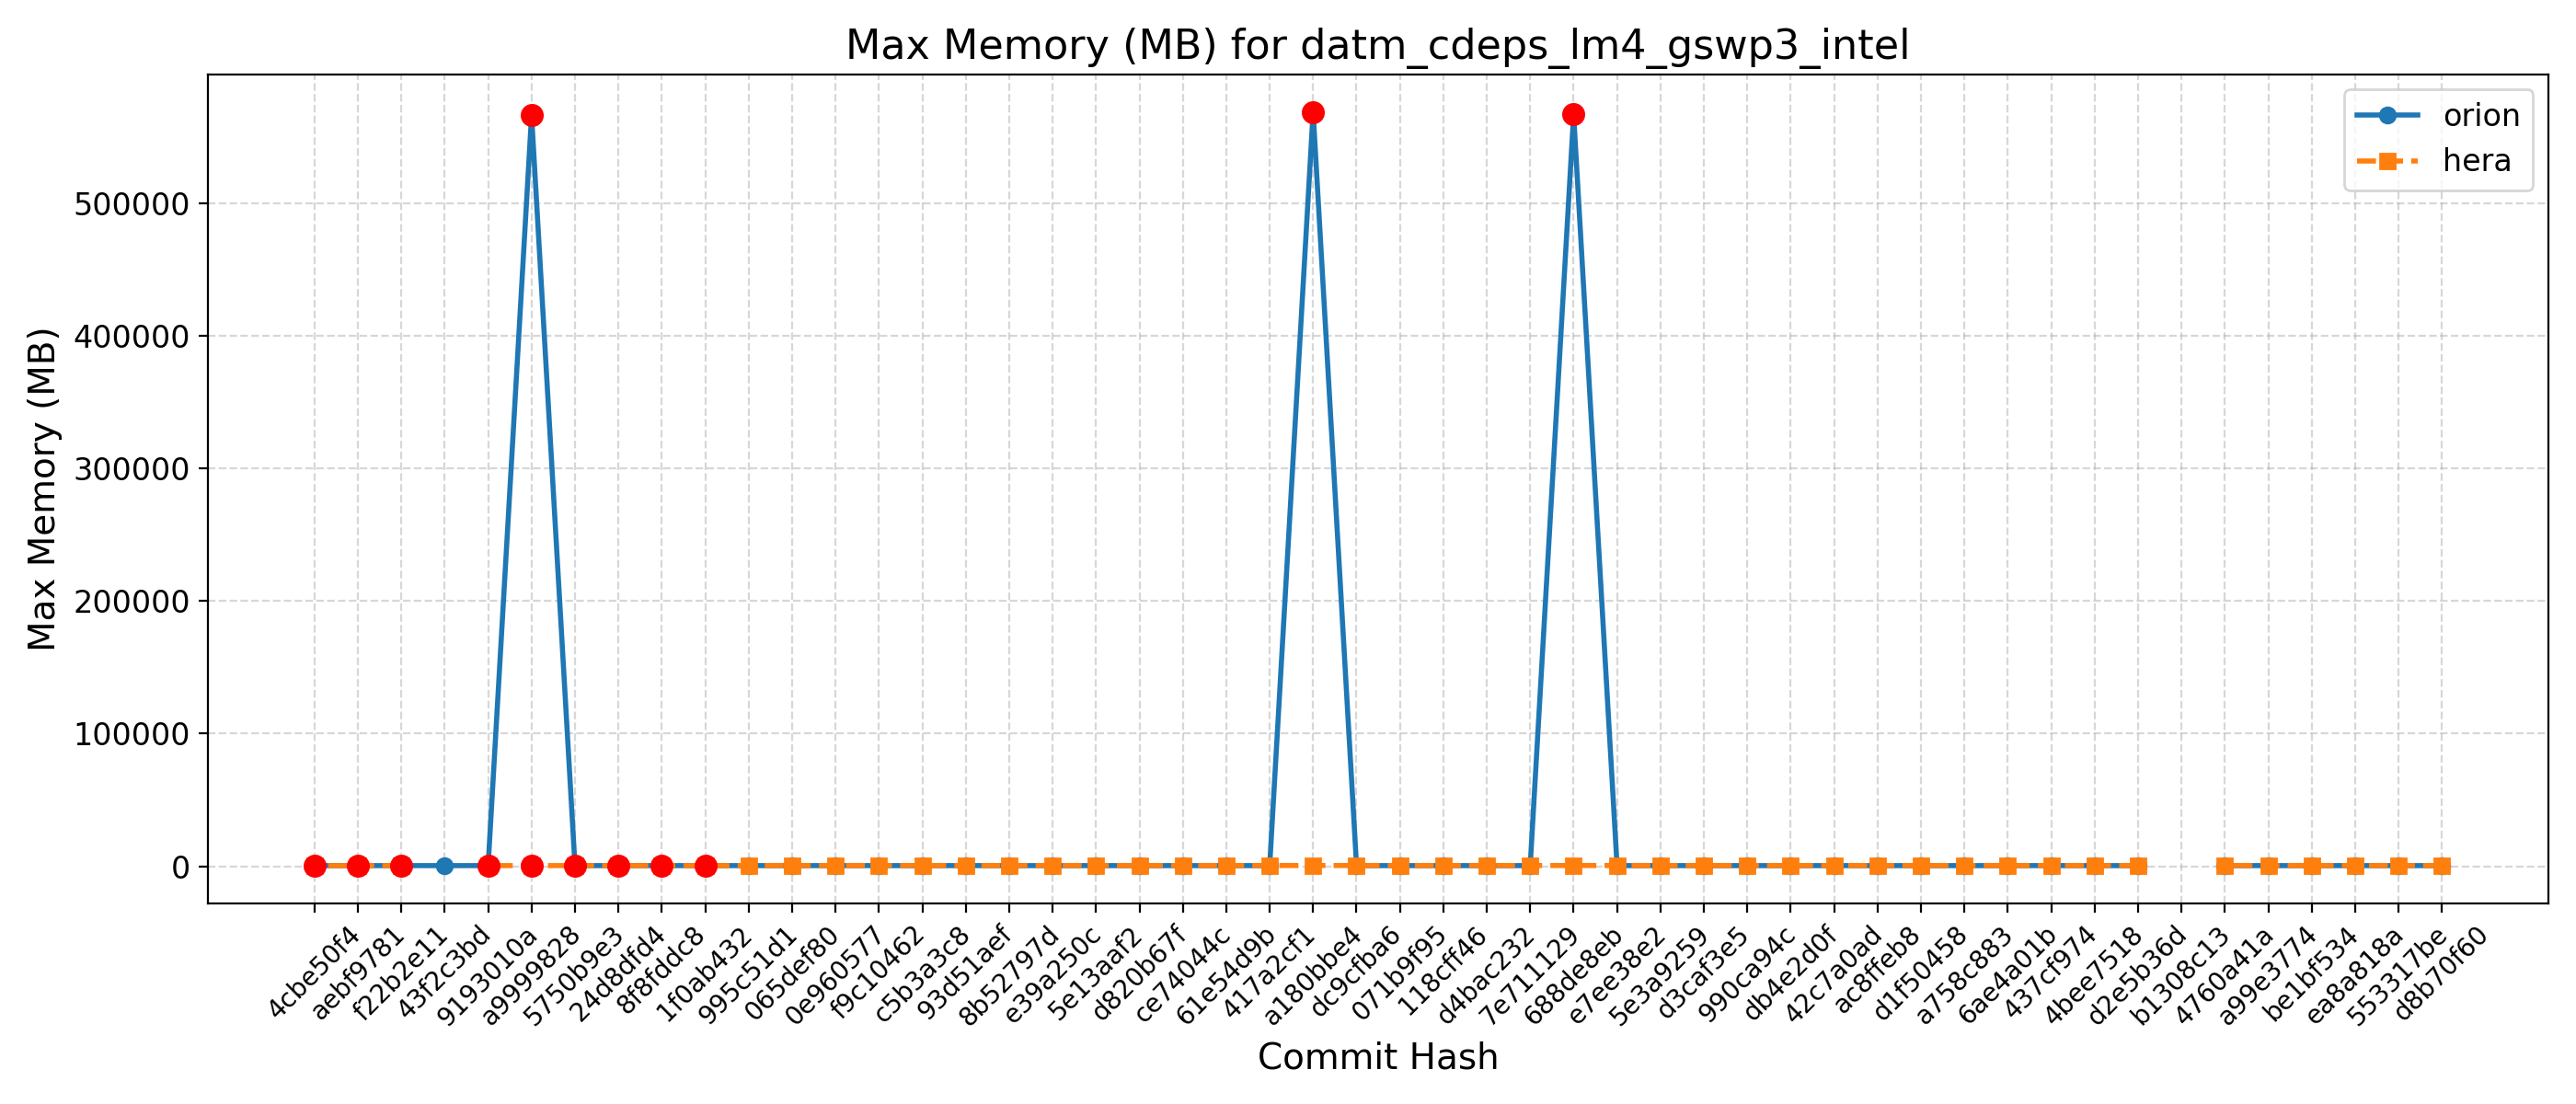 Max Memory (MB) for datm_cdeps_lm4_gswp3_intel
orion
hera
Max Memory (MB)
500000
400000
300000
200000
100000
0
4cbe50f4
aebf9781
f22b2e11
43f2c3bd
9193010a
a9999828
5750b9e3
24d8dfd4
8f8fddc8
1f0ab432
995c51d1
065def80
0e960577
f9c10462
c5b3a3c8
93d51aef
8b52797d
e39a250c
5e13aaf2
d820b67f
ce74044c
61e54d9b
417a2cf1
a180bbe4
dc9cfba6
071b9f95
118cff46
d4bac232
7e711129
688de8eb
e7ee38e2
5e3a9259
d3caf3e5
990ca94c
db4e2d0f
42c7a0ad
ac8ffeb8
d1f50458
a758c883
6ae4a01b
437cf974
4bee7518
d2e5b36d
b1308c13
4760a41a
a99e3774
be1bf534
ea8a818a
553317be
d8b70f60
Commit Hash